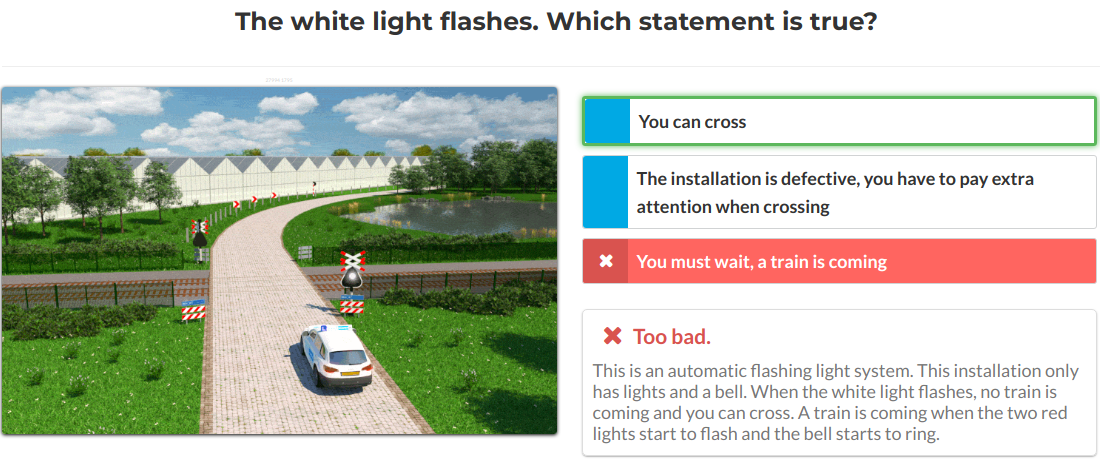 The white light flashes. Which statement is true?
You can cross
The installation is defective, you have to pay extra
attention when crossing
You must wait, a train is coming
Too bad.
This is an automatic flashing light system. This installation only
has lights and a bell. When the white light flashes, no train is
coming and you can cross. A train is coming when the two red
lights start to flash and the bell starts to ring.